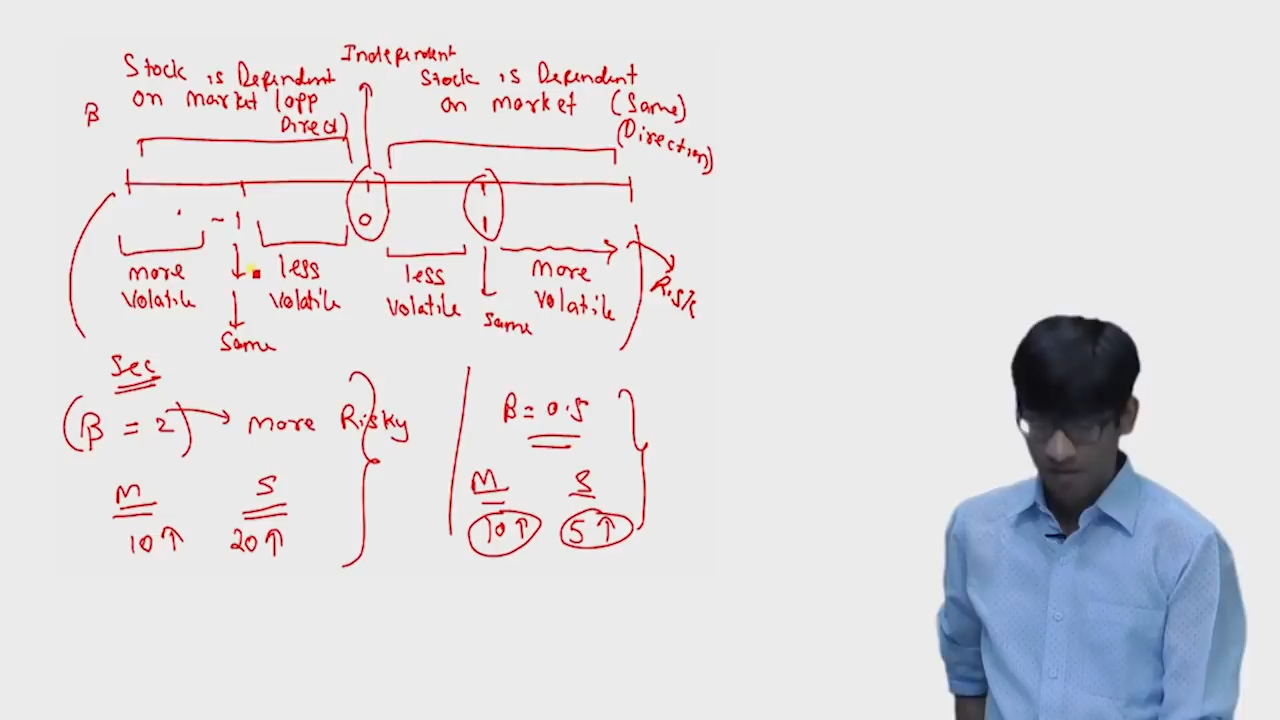 Independent
Stock is Dependent
on market (opp
Direct)
Stock is Dependent
on market (Same)
(Direction)
B
-1
0
1
more
volatile
less
volatile
less
volatile
more
volatile
Same
Same
Risk
Sec
(B = 2) → more Risky
M S
10↑ 20↑
B = 0.5
M S
10↑ 5↑